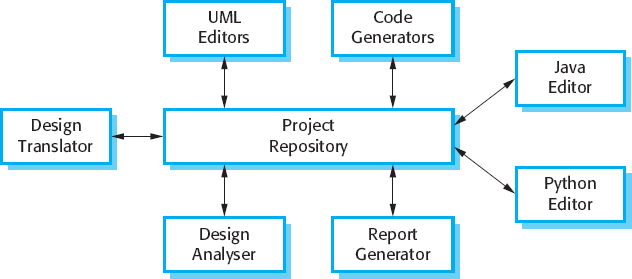 UML
Editors
Code
Generators
Java
Editor
Design
Translator
Project
Repository
Python
Editor
Design
Analyser
Report
Generator